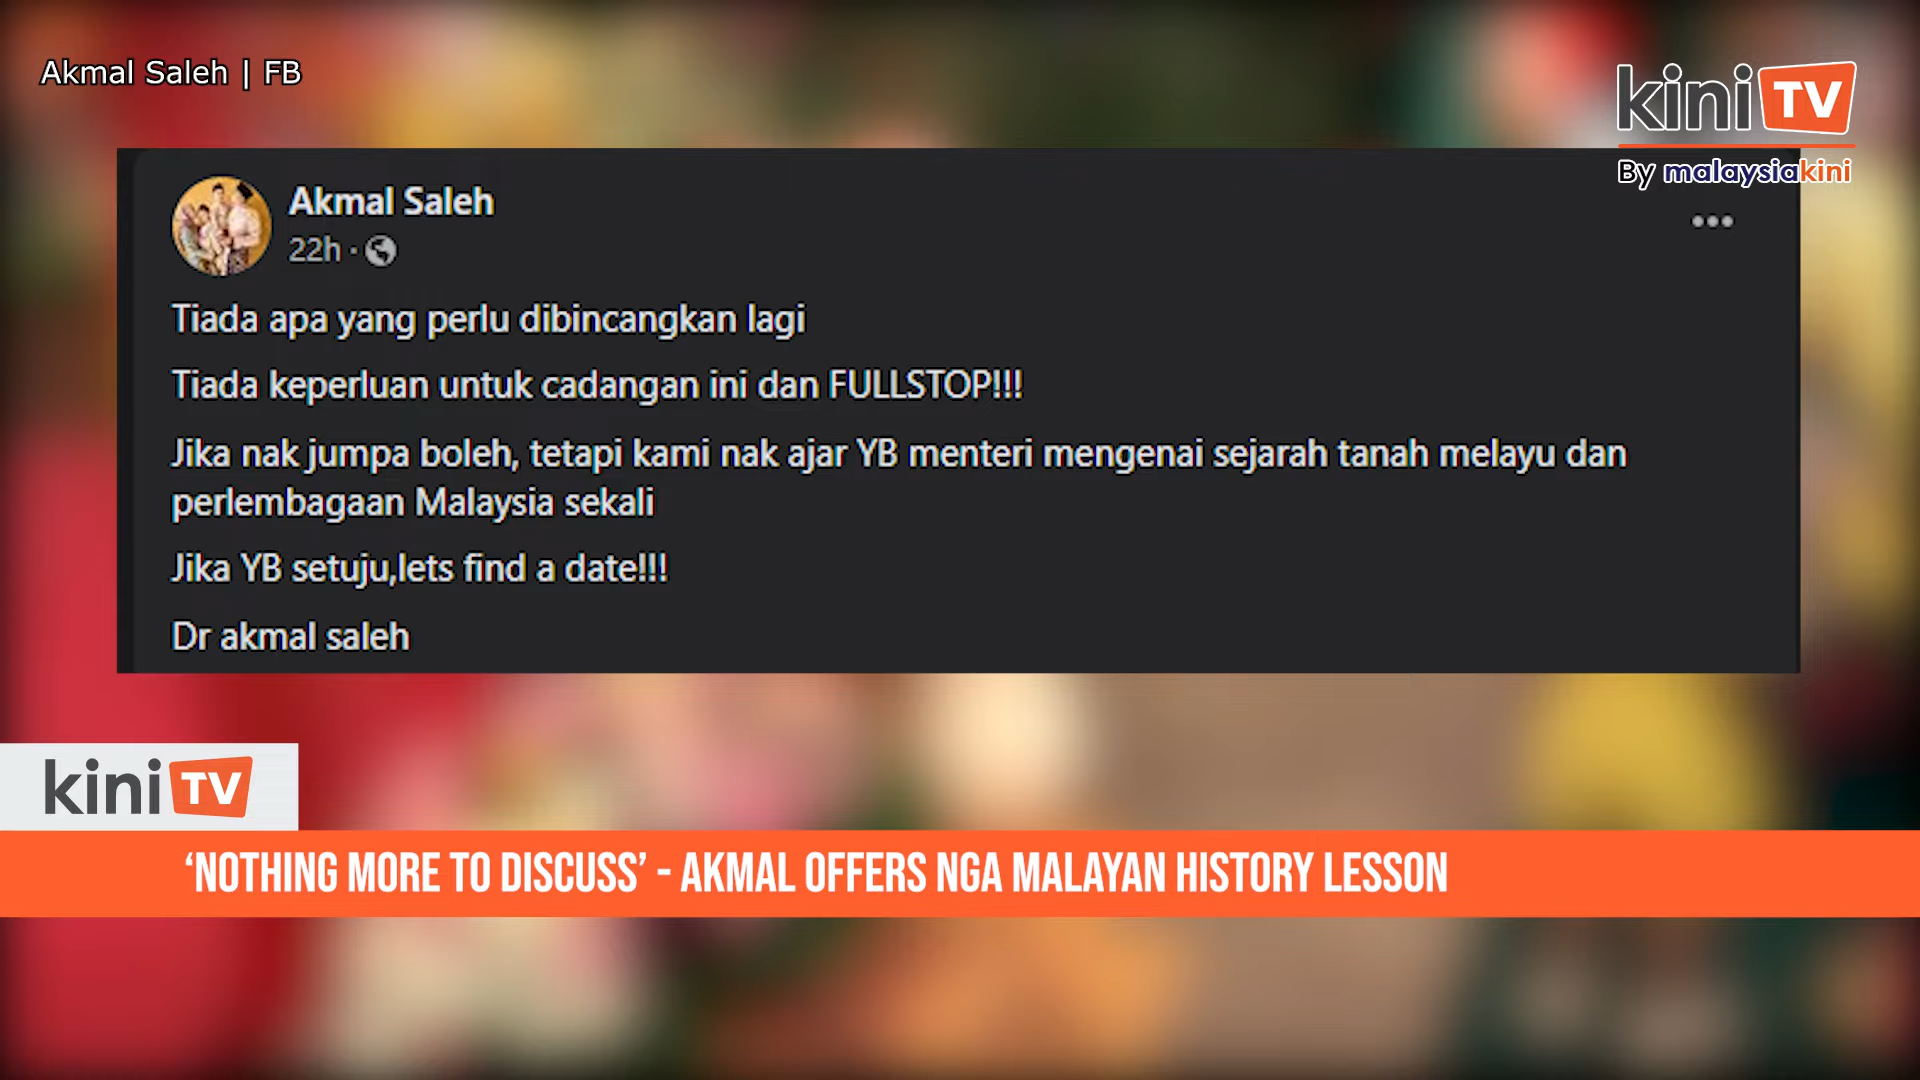 Akmal Saleh | FB
kini TV
By malaysiakini
Akmal Saleh
22h ·
Tiada apa yang perlu dibincangkan lagi
Tiada keperluan untuk cadangan ini dan FULLSTOP!!!
Jika nak jumpa boleh, tetapi kami nak ajar YB menteri mengenai sejarah tanah melayu dan
perlembagaan Malaysia sekali
Jika YB setuju,lets find a date!!!
Dr akmal saleh
kini TV
‘NOTHING MORE TO DISCUSS’ - AKMAL OFFERS NGA MALAYAN HISTORY LESSON